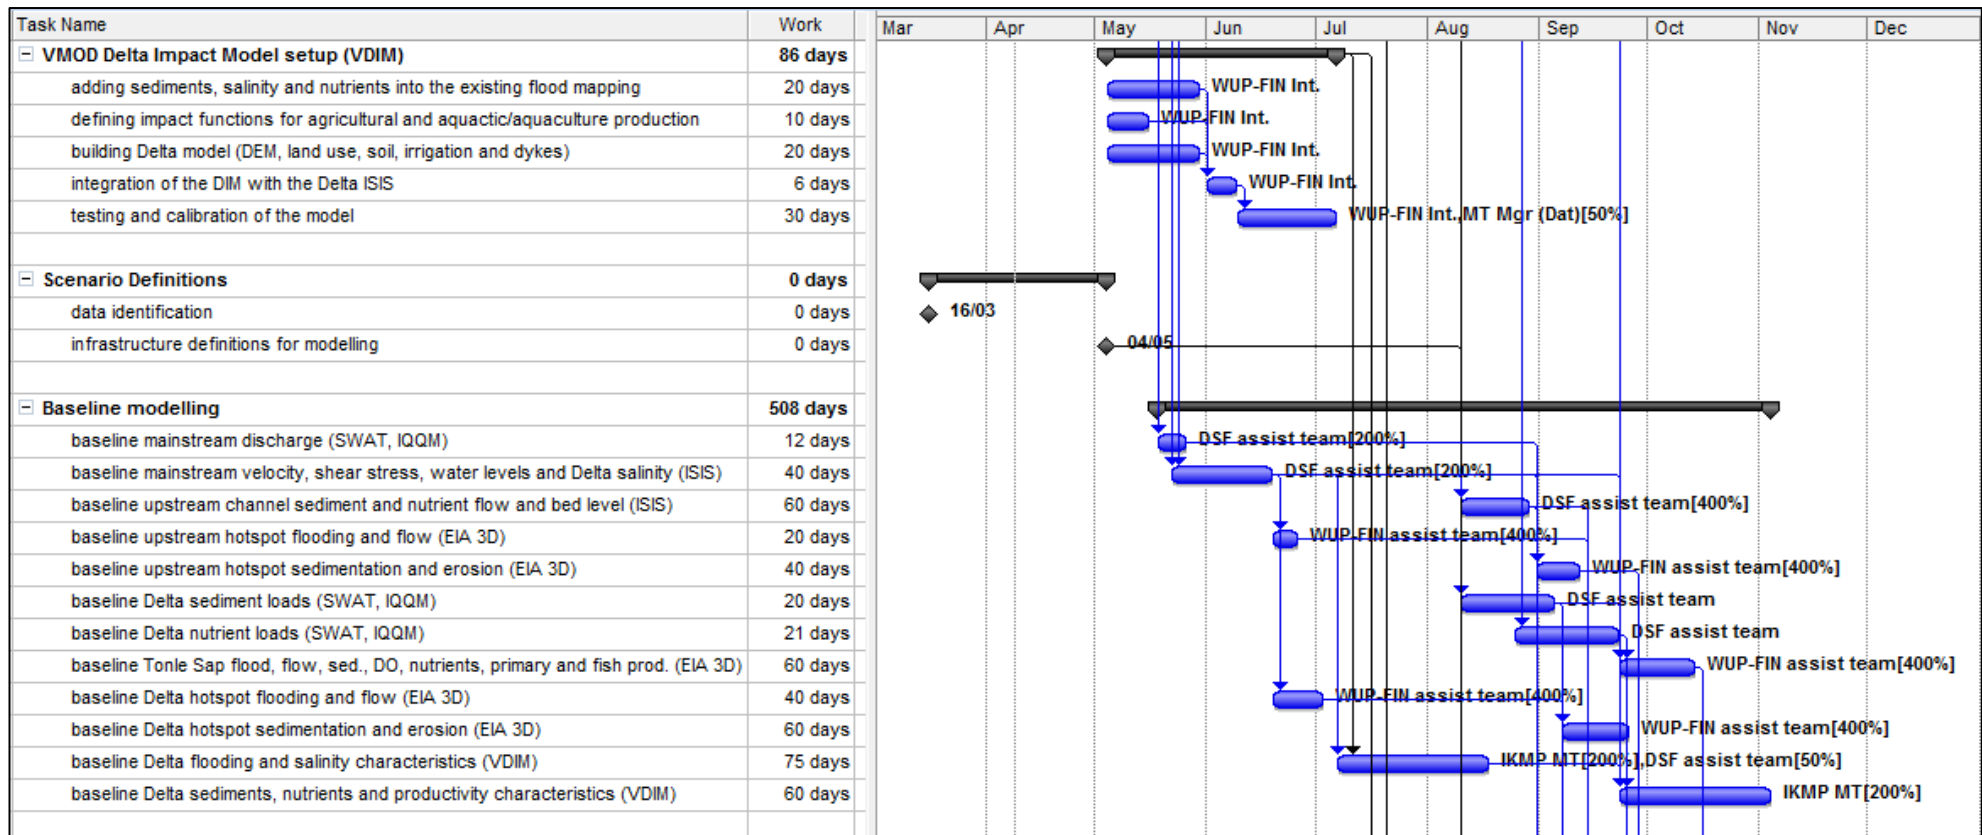 Task Name Work Mar Apr May Jun Jul Aug Sep Oct Nov Dec
VMOD Delta Impact Model setup (VDIM) 86 days
adding sediments, salinity and nutrients into the existing flood mapping 20 days WUP-FIN Int.
defining impact functions for agricultural and aquactic/aquaculture production 10 days WUP-FIN Int.
building Delta model (DEM, land use, soil, irrigation and dykes) 20 days WUP-FIN Int.
integration of the DIM with the Delta ISIS 6 days WUP-FIN Int.
testing and calibration of the model 30 days WUP-FIN Int.,MT Mgr (Dat)[50%]
Scenario Definitions 0 days
data identification 0 days 16/03
infrastructure definitions for modelling 0 days 04/05
Baseline modelling 508 days
baseline mainstream discharge (SWAT, IQQM) 12 days DSF assist team[200%]
baseline mainstream velocity, shear stress, water levels and Delta salinity (ISIS) 40 days DSF assist team[200%]
baseline upstream channel sediment and nutrient flow and bed level (ISIS) 60 days DSF assist team[400%]
baseline upstream hotspot flooding and flow (EIA 3D) 20 days WUP-FIN assist team[400%]
baseline upstream hotspot sedimentation and erosion (EIA 3D) 40 days WUP-FIN assist team[400%]
baseline Delta sediment loads (SWAT, IQQM) 20 days DSF assist team
baseline Delta nutrient loads (SWAT, IQQM) 21 days DSF assist team
baseline Tonle Sap flood, flow, sed., DO, nutrients, primary and fish prod. (EIA 3D) 60 days WUP-FIN assist team[400%]
baseline Delta hotspot flooding and flow (EIA 3D) 40 days WUP-FIN assist team[400%]
baseline Delta hotspot sedimentation and erosion (EIA 3D) 60 days WUP-FIN assist team[400%]
baseline Delta flooding and salinity characteristics (VDIM) 75 days IKMP MT[200%],DSF assist team[50%]
baseline Delta sediments, nutrients and productivity characteristics (VDIM) 60 days IKMP MT[200%]